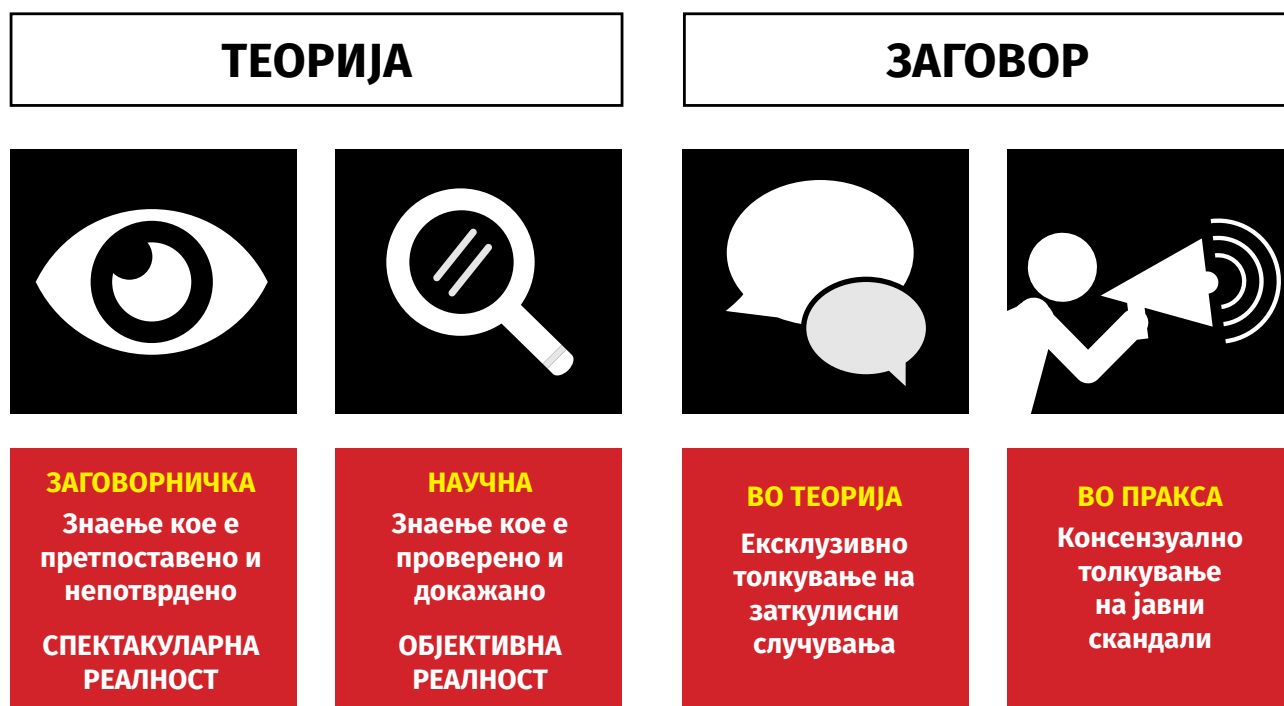 ТЕОРИЈА
ЗАГОВОР
ЗАГОВОРНИЧКА
Знаење кое е
претпоставено и
непотврдено
СПЕКТАКУЛАРНА
РЕАЛНОСТ
НАУЧНА
Знаење кое е
проверено и
докажано
ОБЈЕКТИВНА
РЕАЛНОСТ
ВО ТЕОРИЈА
Ексклузивно
толкување на
заткулисни
случувања
ВО ПРАКСА
Консензуално
толкување
на јавни
скандали